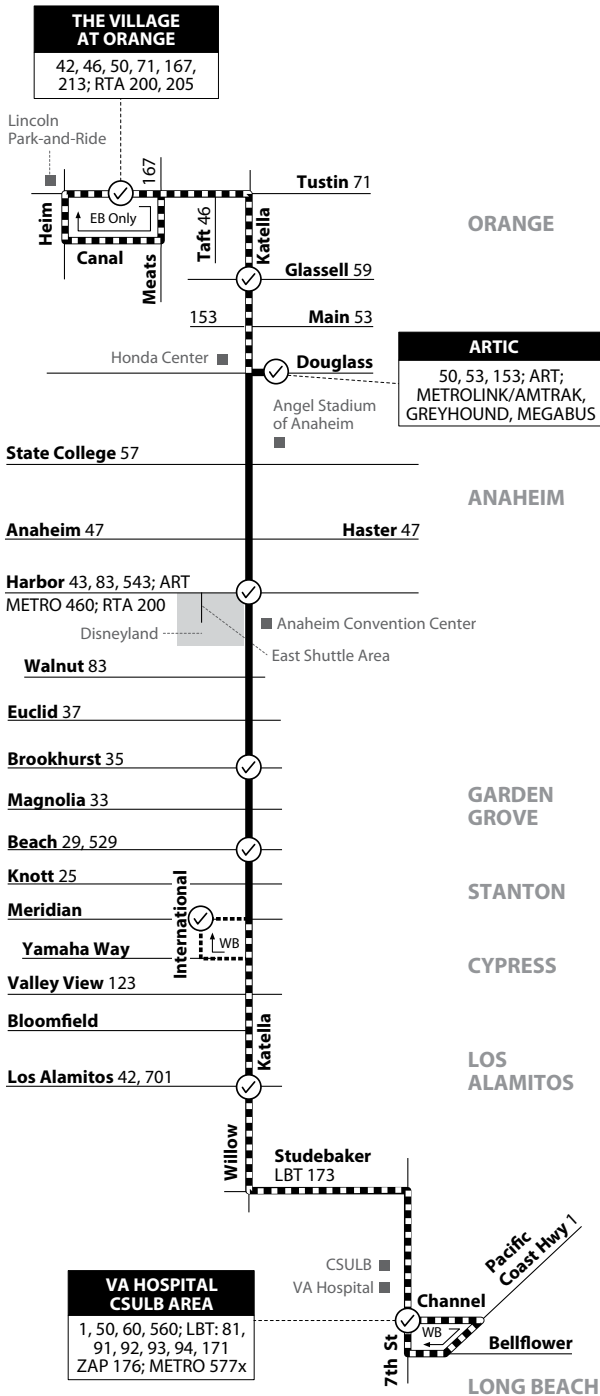 THE VILLAGE
AT ORANGE
42, 46, 50, 71, 167,
213; RTA 200, 205
Lincoln
Park-and-Ride
167
Tustin 71
Heim
EB Only
Canal
Meats
Taft 46
Katella
ORANGE
Glassell 59
153
Main 53
Honda Center
Douglass
ARTIC
50, 53, 153; ART;
METROLINK/AMTRAK,
GREYHOUND, MEGABUS
Angel Stadium
of Anaheim
State College 57
ANAHEIM
Anaheim 47
Haster 47
Harbor 43, 83, 543; ART
METRO 460; RTA 200
Disneyland
Anaheim Convention Center
East Shuttle Area
Walnut 83
Euclid 37
Brookhurst 35
Magnolia 33
GARDEN
GROVE
Beach 29, 529
Knott 25
STANTON
Meridian
International
WB
Yamaha Way
CYPRESS
Valley View 123
Bloomfield
Katella
LOS
ALAMITOS
Los Alamitos 42, 701
Willow
Studebaker
LBT 173
Pacific
Coast Hwy 1
CSULB
VA Hospital
VA HOSPITAL
CSULB AREA
1, 50, 60, 560; LBT: 81,
91, 92, 93, 94, 171
ZAP 176; METRO 577x
Channel
WB
Bellflower
7th St
LONG BEACH